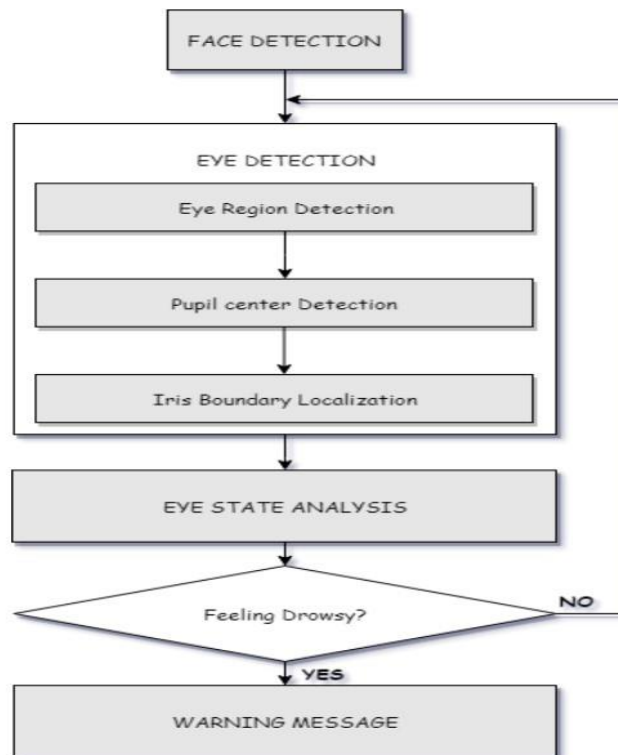 FACE DETECTION
EYE DETECTION
Eye Region Detection
Pupil center Detection
Iris Boundary Localization
EYE STATE ANALYSIS
Feeling Drowsy?
NO
YES
WARNING MESSAGE